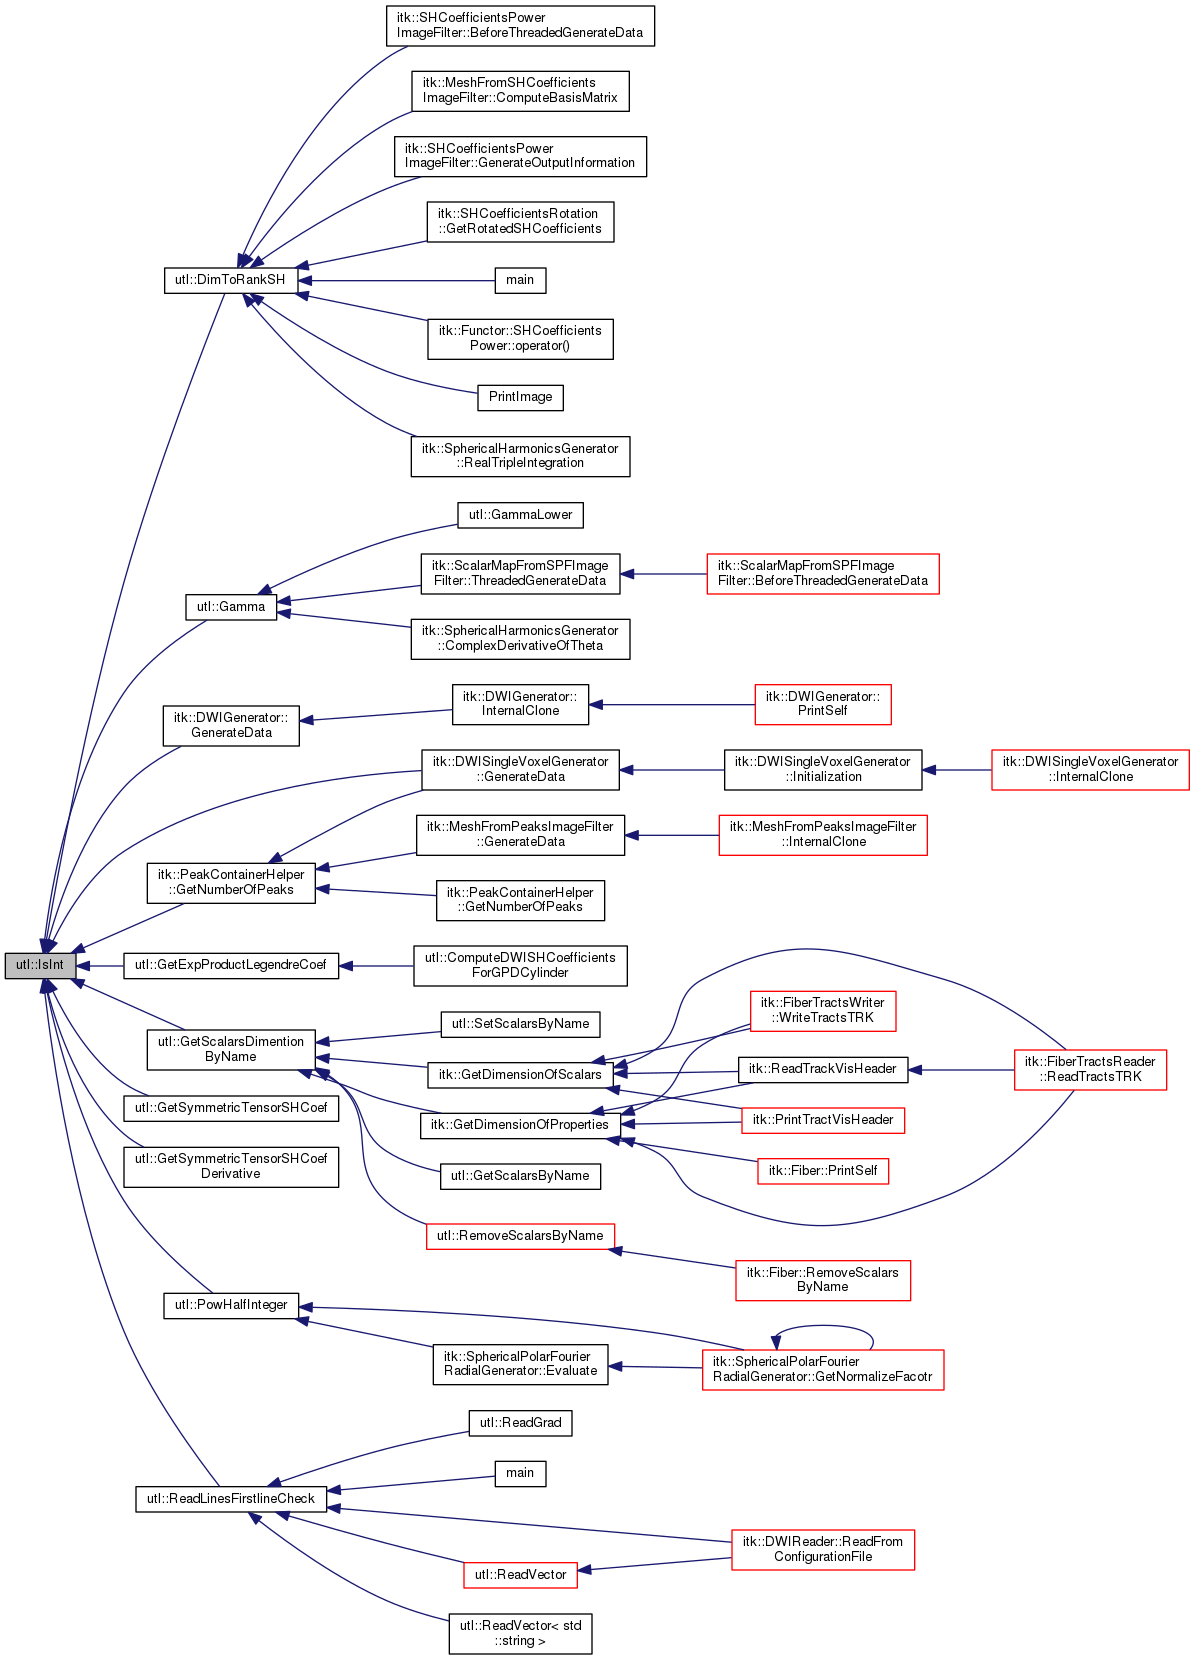 itk::SHCoefficientsPower
ImageFilter::BeforeThreadedGenerateData
itk::MeshFromSHCoefficients
ImageFilter::ComputeBasisMatrix
itk::SHCoefficientsPower
ImageFilter::GenerateOutputInformation
itk::SHCoefficientsRotation
::GetRotatedSHCoefficients
utl::DimToRankSH
main
itk::Functor::SHCoefficients
Power::operator()
PrintImage
itk::SphericalHarmonicsGenerator
::RealTripleIntegration
utl::GammaLower
itk::ScalarMapFromSPFImage
Filter::ThreadedGenerateData
itk::ScalarMapFromSPFImage
Filter::BeforeThreadedGenerateData
utl::Gamma
itk::SphericalHarmonicsGenerator
::ComplexDerivativeOfTheta
itk::DWIGenerator::
GenerateData
itk::DWIGenerator::
InternalClone
itk::DWIGenerator::
PrintSelf
itk::DWISingleVoxelGenerator
::GenerateData
itk::DWISingleVoxelGenerator
::Initialization
itk::DWISingleVoxelGenerator
::InternalClone
itk::MeshFromPeaksImageFilter
::GenerateData
itk::MeshFromPeaksImageFilter
::InternalClone
itk::PeakContainerHelper
::GetNumberOfPeaks
itk::PeakContainerHelper
::GetNumberOfPeaks
utl::IsInt
utl::GetExpProductLegendreCoef
utl::ComputeDWISHCoefficients
ForGPDCylinder
utl::GetScalarsDimention
ByName
utl::SetScalarsByName
itk::GetDimensionOfScalars
itk::FiberTractsWriter
::WriteTractsTRK
itk::ReadTrackVisHeader
itk::FiberTractsReader
::ReadTractsTRK
utl::GetSymmetricTensorSHCoef
itk::GetDimensionOfProperties
itk::PrintTractVisHeader
utl::GetSymmetricTensorSHCoef
Derivative
utl::GetScalarsByName
itk::Fiber::PrintSelf
utl::RemoveScalarsByName
itk::Fiber::RemoveScalars
ByName
utl::PowHalfInteger
itk::SphericalPolarFourier
RadialGenerator::Evaluate
itk::SphericalPolarFourier
RadialGenerator::GetNormalizeFacotr
utl::ReadGrad
main
utl::ReadLinesFirstlineCheck
itk::DWIReader::ReadFrom
ConfigurationFile
utl::ReadVector
utl::ReadVector< std
::string >